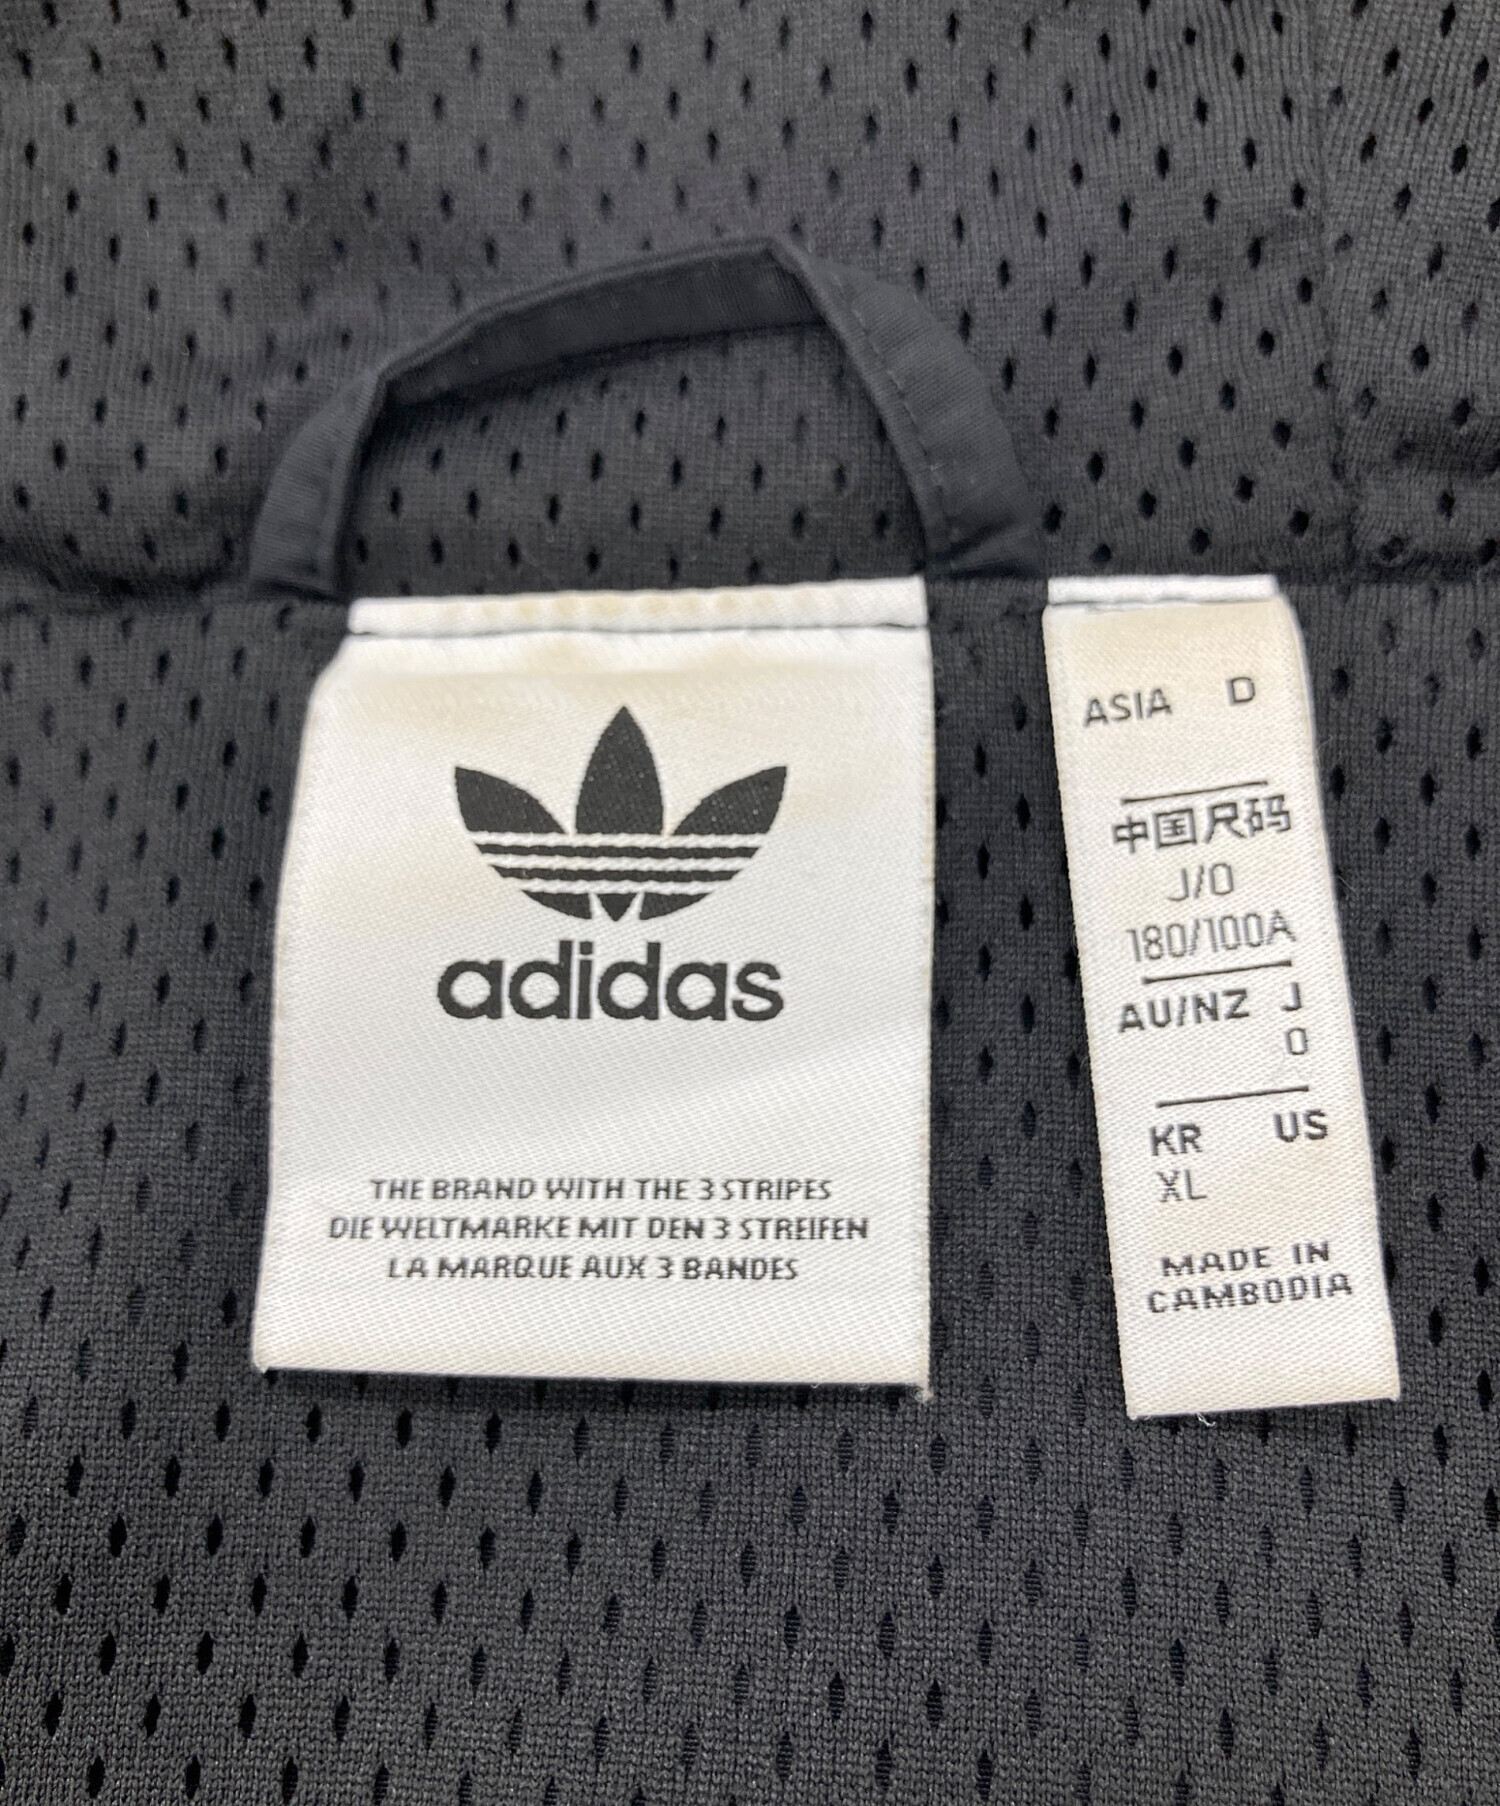 adidas
THE BRAND WITH THE 3 STRIPES
DIE WELTMARKE MIT DEN 3 STREIFEN
LA MARQUE AUX 3 BANDES
ASIA D
中国尺码
J/O
180/100A
AU/NZ J
O
KR US
XL
MADE IN
CAMBODIA